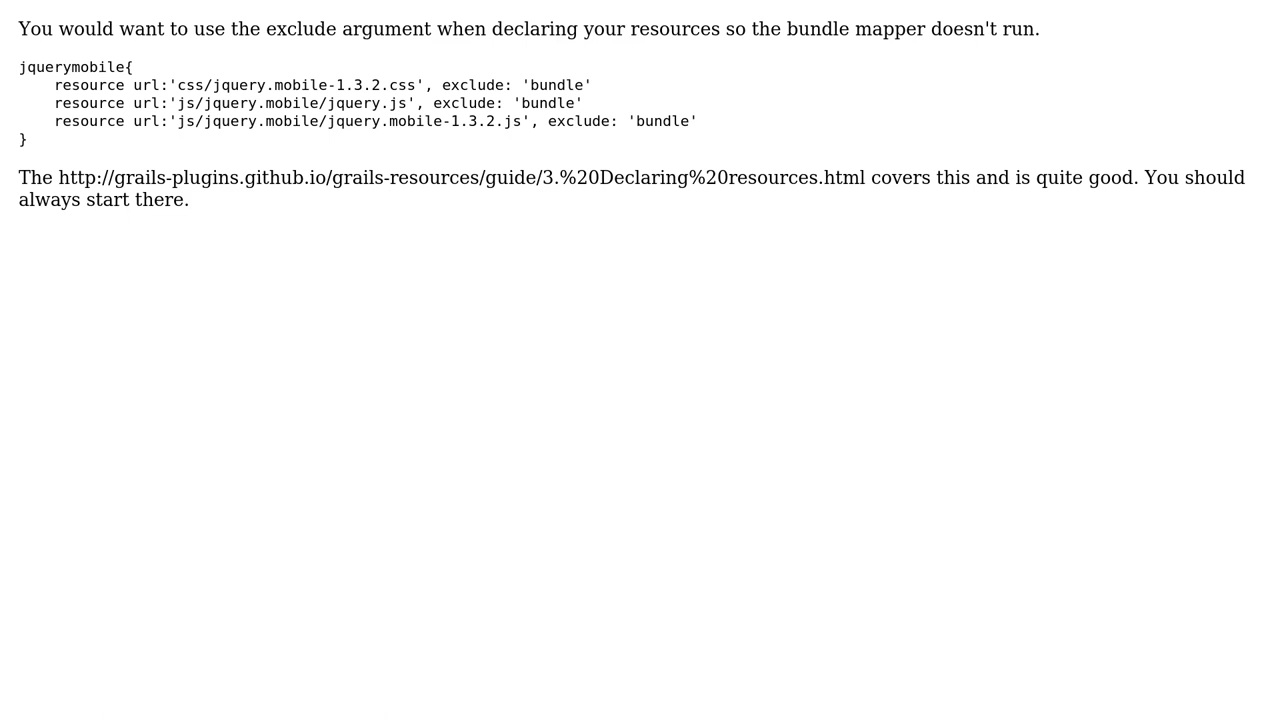 You would want to use the exclude argument when declaring your resources so the bundle mapper doesn't run.
jquerymobile{
    resource url:'css/jquery.mobile-1.3.2.css', exclude: 'bundle'
    resource url:'js/jquery.mobile/jquery.js', exclude: 'bundle'
    resource url:'js/jquery.mobile/jquery.mobile-1.3.2.js', exclude: 'bundle'
}
The http://grails-plugins.github.io/grails-resources/guide/3.%20Declaring%20resources.html covers this and is quite good. You should
always start there.